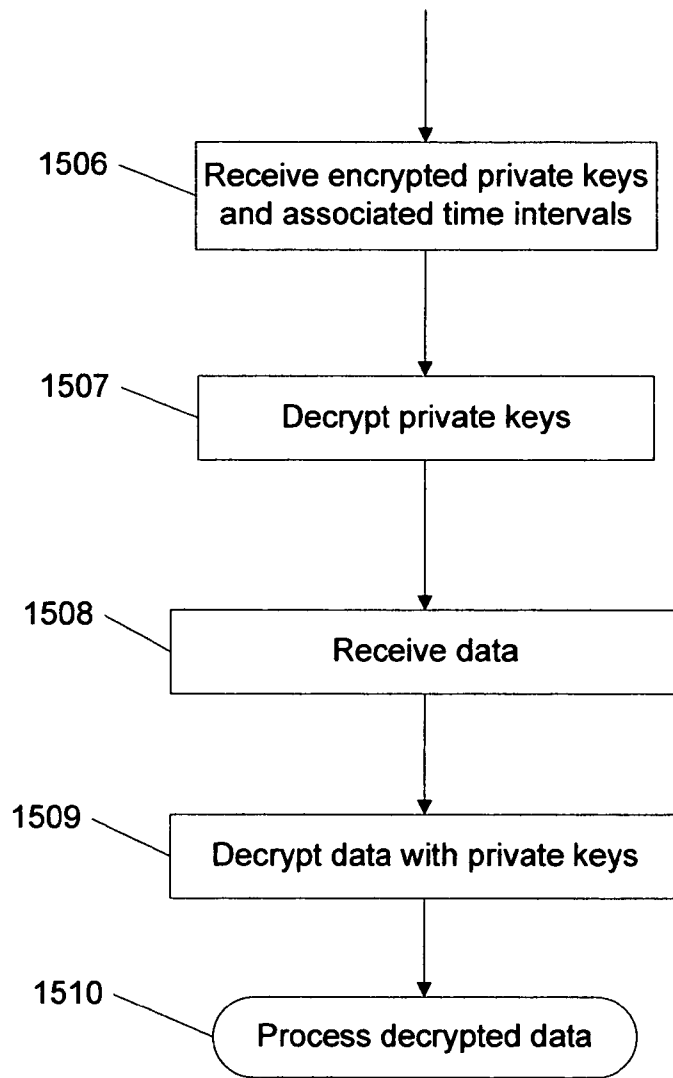 1506
Receive encrypted private keys
and associated time intervals
1507
Decrypt private keys
1508
Receive data
1509
Decrypt data with private keys
1510
Process decrypted data